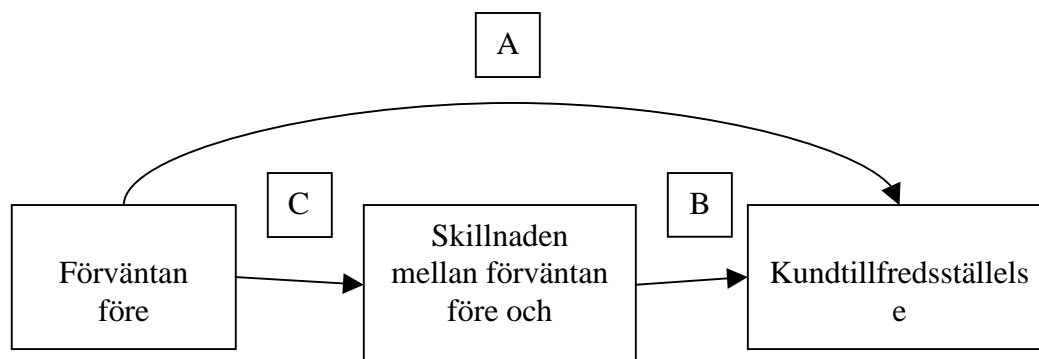 A
C
B
Förväntan
före
Skillnaden
mellan förväntan
före och
Kundtillfredsställels
e